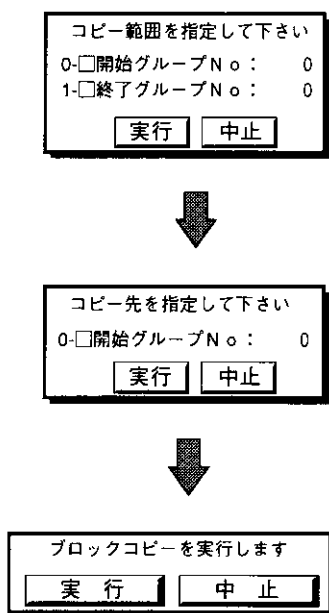 コピー範囲を指定して下さい
0-□開始グループNo: 0
1-□終了グループNo: 0
実行 中止
コピー先を指定して下さい
0-□開始グループNo: 0
実行 中止
ブロックコピーを実行します
実 行 中 止